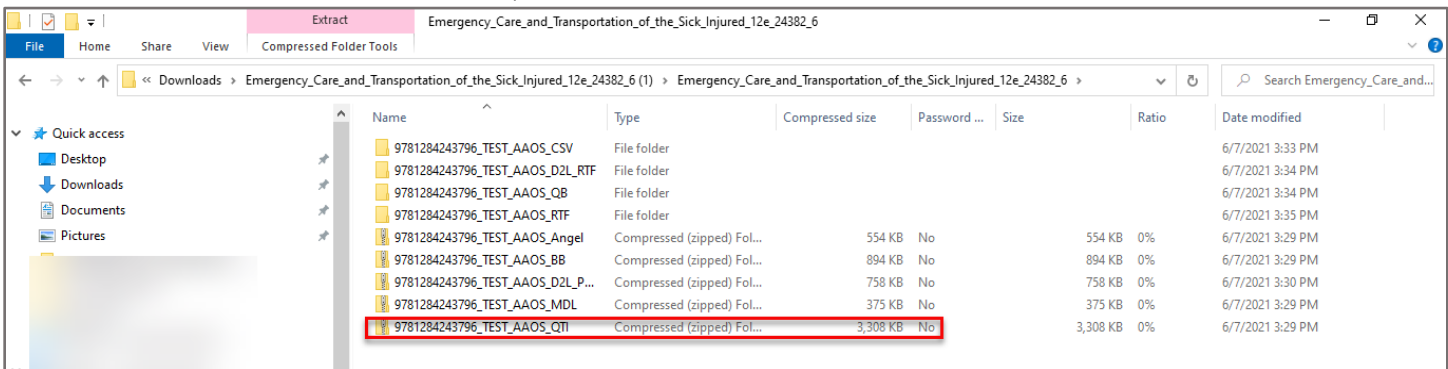 Extract Emergency_Care_and_Transportation_of_the_Sick_Injured_12e_24382_6
File Home Share View Compressed Folder Tools
« Downloads > Emergency_Care_and_Transportation_of_the_Sick_Injured_12e_24382_6 (1) > Emergency_Care_and_Transportation_of_the_Sick_Injured_12e_24382_6 > Search Emergency_Care_and...
Name Type Compressed size Password ... Size Ratio Date modified
Quick access
Desktop
Downloads
Documents
Pictures
9781284243796_TEST_AAOS_CSV File folder 6/7/2021 3:33 PM
9781284243796_TEST_AAOS_D2L_RTF File folder 6/7/2021 3:34 PM
9781284243796_TEST_AAOS_QB File folder 6/7/2021 3:34 PM
9781284243796_TEST_AAOS_RTF File folder 6/7/2021 3:35 PM
9781284243796_TEST_AAOS_Angel Compressed (zipped) Fol... 554 KB No 554 KB 0% 6/7/2021 3:29 PM
9781284243796_TEST_AAOS_BB Compressed (zipped) Fol... 894 KB No 894 KB 0% 6/7/2021 3:29 PM
9781284243796_TEST_AAOS_D2L_P... Compressed (zipped) Fol... 758 KB No 758 KB 0% 6/7/2021 3:30 PM
9781284243796_TEST_AAOS_MDL Compressed (zipped) Fol... 375 KB No 375 KB 0% 6/7/2021 3:29 PM
9781284243796_TEST_AAOS_QTI Compressed (zipped) Fol... 3,308 KB No 3,308 KB 0% 6/7/2021 3:29 PM